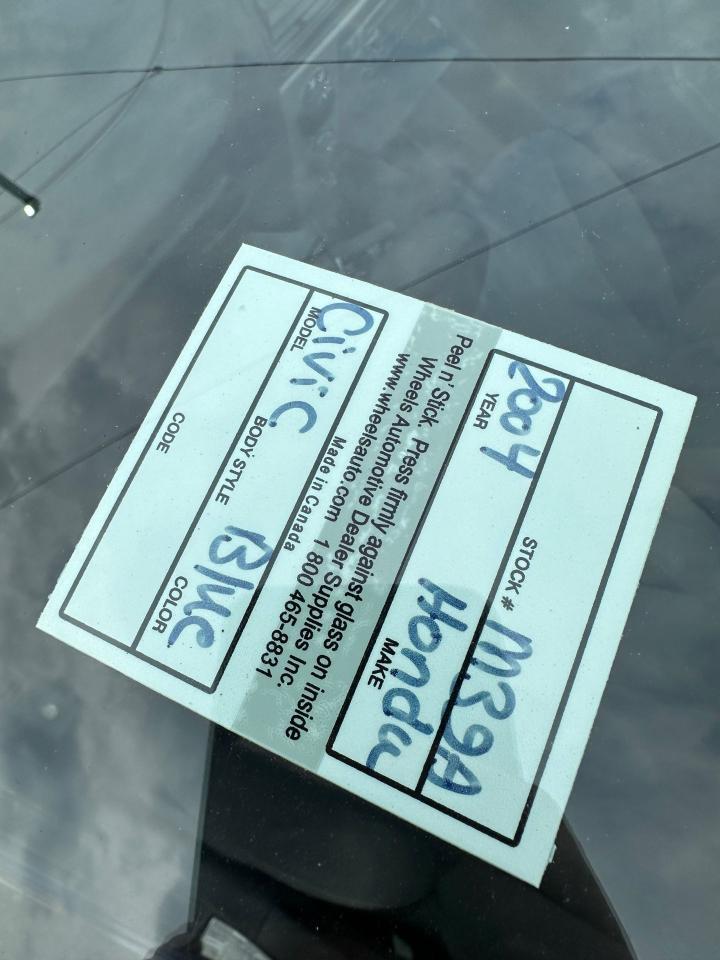 STOCK # M39A
2004 Honda
YEAR MAKE
Peel n' Stick. Press firmly against glass on inside
Wheels Automotive Dealer Supplies Inc.
www.wheelsauto.com 1 800 465-8831
Made in Canada
Civic Blue
MODEL BODY STYLE COLOR
CODE